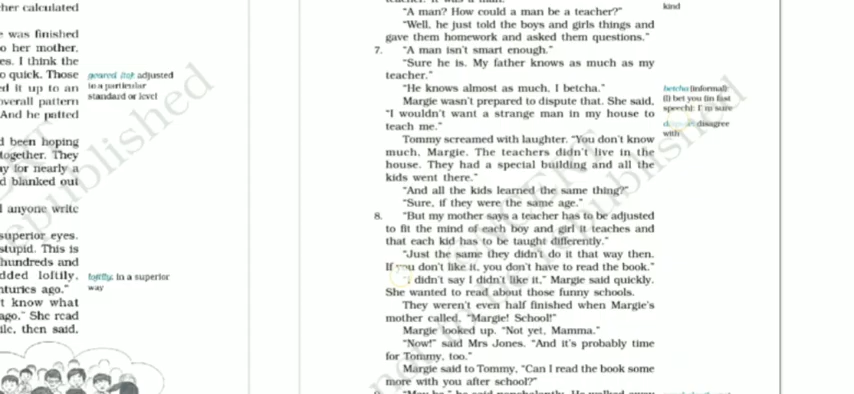 her calculated
e was finished
o her mother.
es. I think the
o quick. Those
ed it up to an
overall pattern
And he patted
d been hoping
together. They
ay for nearly a
d blanked out
l anyone write
superior eyes.
stupid. This is
hundreds and
dded loftily,
nturies ago."
t know what
ago." She read
ile, then said,
geared to: adjusted
to a particular
standard or level
loftily: in a superior
way
"A man? How could a man be a teacher?"
"Well, he just told the boys and girls things and
gave them homework and asked them questions."
7. "A man isn't smart enough."
"Sure he is. My father knows as much as my
teacher."
"He knows almost as much, I betcha."
Margie wasn't prepared to dispute that. She said,
"I wouldn't want a strange man in my house to
teach me."
Tommy screamed with laughter. "You don't know
much, Margie. The teachers didn't live in the
house. They had a special building and all the
kids went there."
"And all the kids learned the same thing?"
"Sure, if they were the same age."
8. "But my mother says a teacher has to be adjusted
to fit the mind of each boy and girl it teaches and
that each kid has to be taught differently."
"Just the same they didn't do it that way then.
If you don't like it, you don't have to read the book."
"I didn't say I didn't like it," Margie said quickly.
She wanted to read about those funny schools.
They weren't even half finished when Margie's
mother called, "Margie! School!"
Margie looked up. "Not yet, Mamma."
"Now!" said Mrs Jones. "And it's probably time
for Tommy, too."
Margie said to Tommy, "Can I read the book some
more with you after school?"
kind
betcha (informal):
(I) bet you (in fast
speech): I'm sure
dispute: disagree
with
republished
not to be republished